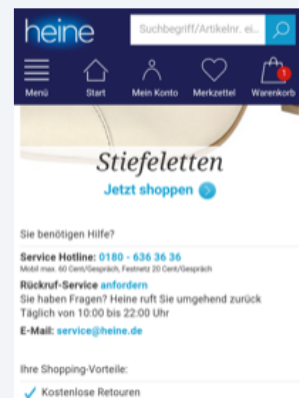 heine
Suchbegriff/Artikelnr. ei...
Menü Start Mein Konto Merkzettel Warenkorb
1
Stiefeletten
Jetzt shoppen
Sie benötigen Hilfe?
Service Hotline: 0180 - 636 36 36
Mobil max. 60 Cent/Gespräch, Festnetz 20 Cent/Gespräch
Rückruf-Service anfordern
Sie haben Fragen? Heine ruft Sie umgehend zurück
Täglich von 10:00 bis 22:00 Uhr
E-Mail: service@heine.de
Ihre Shopping-Vorteile:
Kostenlose Retouren